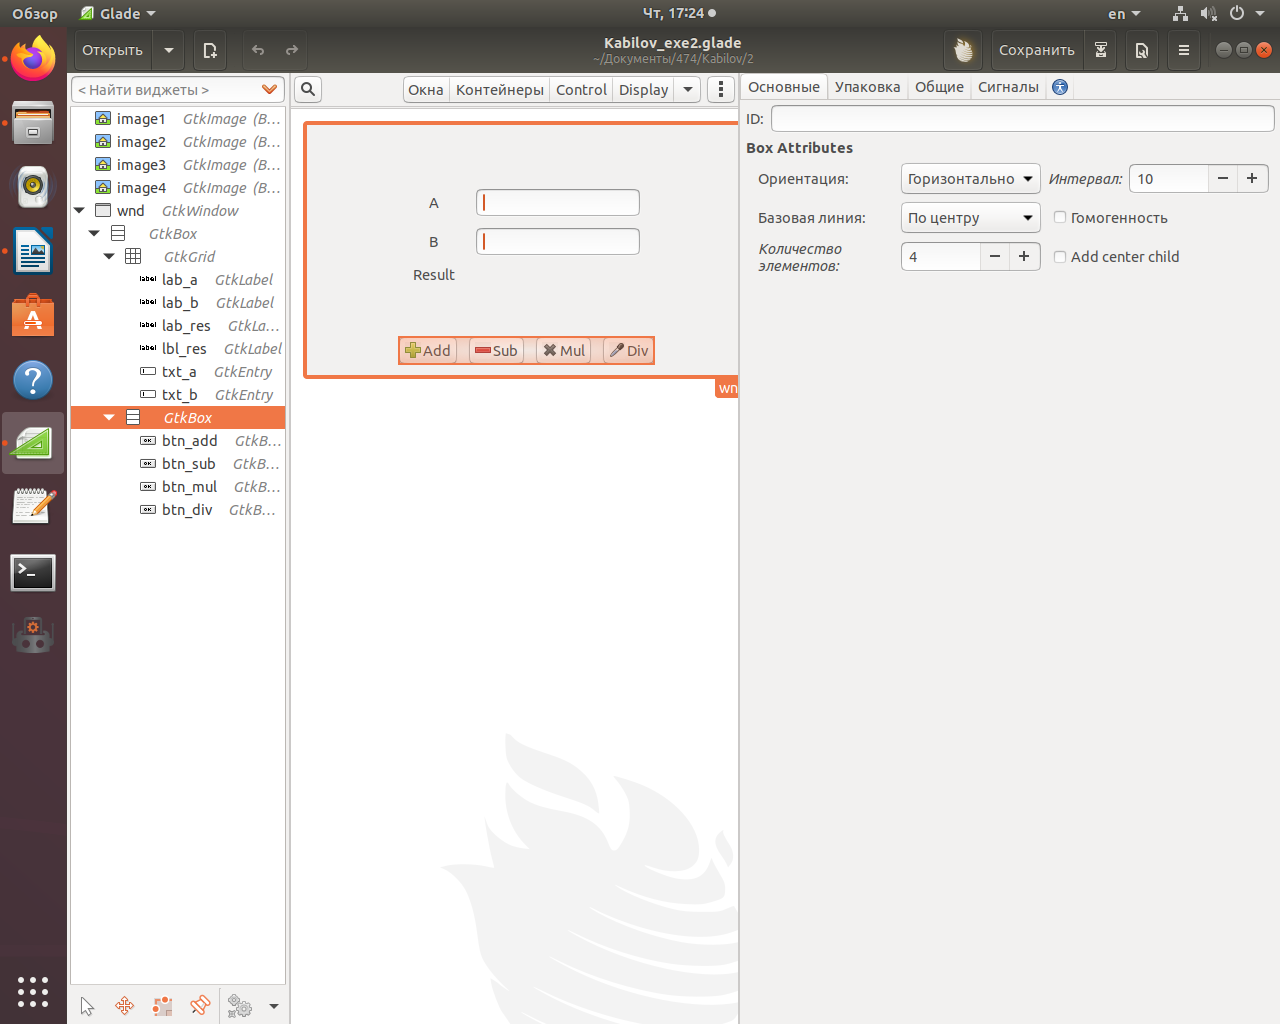 Обзор
Glade
Чт, 17:24
en
Открыть
Kabilov_exe2.glade
~/Документы/474/Kabilov/2
Сохранить
< Найти виджеты >
Окна
Контейнеры
Control
Display
Основные
Упаковка
Общие
Сигналы
image1 GtkImage (B…
image2 GtkImage (B…
image3 GtkImage (B…
image4 GtkImage (B…
wnd GtkWindow
GtkBox
GtkGrid
lab_a GtkLabel
lab_b GtkLabel
lab_res GtkLa…
lbl_res GtkLabel
txt_a GtkEntry
txt_b GtkEntry
GtkBox
btn_add GtkB…
btn_sub GtkB…
btn_mul GtkB…
btn_div GtkB…
A
B
Result
Add
Sub
Mul
Div
wn
ID:
Box Attributes
Ориентация:
Горизонтально
Интервал:
10
Базовая линия:
По центру
Гомогенность
Количество
элементов:
4
Add center child